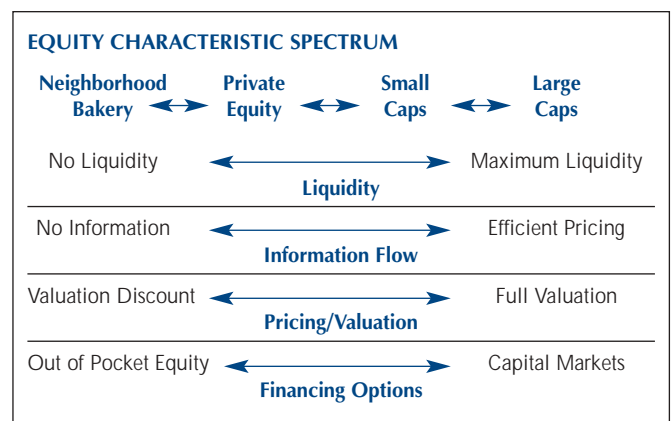 EQUITY CHARACTERISTIC SPECTRUM
Neighborhood Private Small Large
Bakery Equity Caps Caps
No Liquidity Maximum Liquidity
Liquidity
No Information Efficient Pricing
Information Flow
Valuation Discount Full Valuation
Pricing/Valuation
Out of Pocket Equity Capital Markets
Financing Options